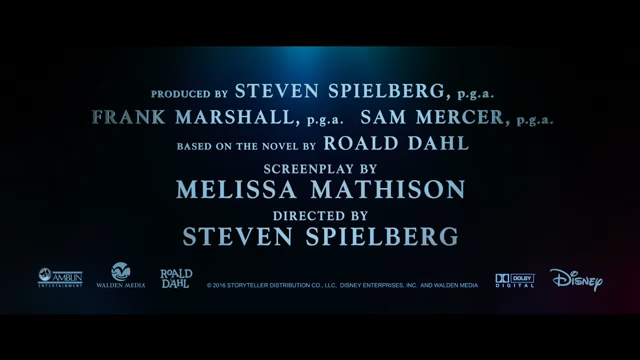 PRODUCED BY STEVEN SPIELBERG, p.g.a.
FRANK MARSHALL, p.g.a. SAM MERCER, p.g.a.
BASED ON THE NOVEL BY ROALD DAHL
SCREENPLAY BY
MELISSA MATHISON
DIRECTED BY
STEVEN SPIELBERG
AMBLIN
ENTERTAINMENT
WALDEN MEDIA
ROALD
DAHL
© 2016 STORYTELLER DISTRIBUTION CO., LLC, DISNEY ENTERPRISES, INC. AND WALDEN MEDIA
DOLBY
DIGITAL
Disney